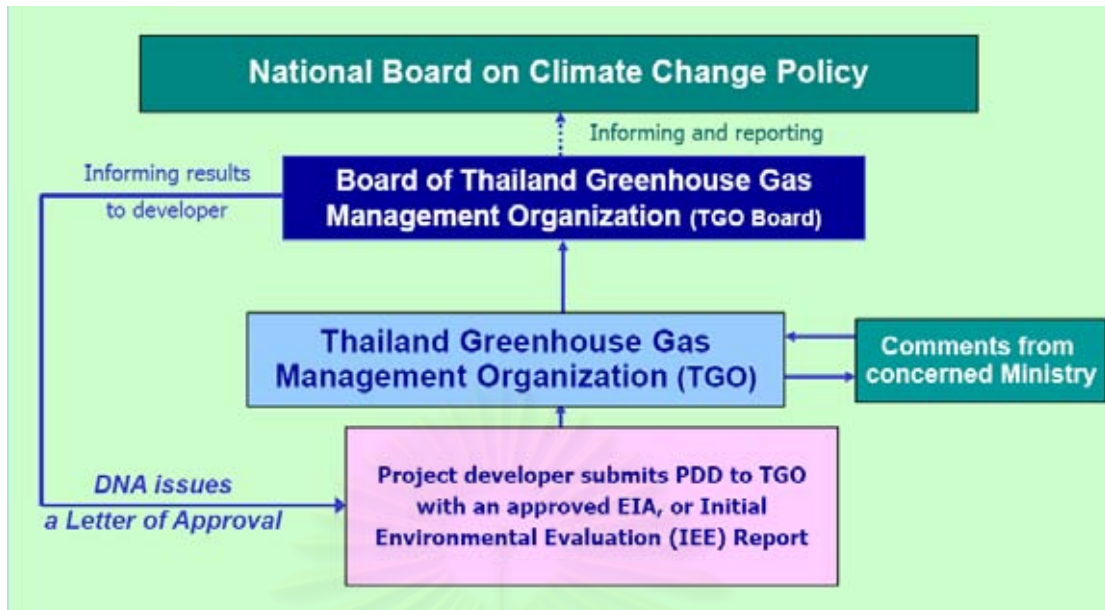 National Board on Climate Change Policy
Informing and reporting
Informing results
to developer
Board of Thailand Greenhouse Gas
Management Organization (TGO Board)
Thailand Greenhouse Gas
Management Organization (TGO)
Comments from
concerned Ministry
DNA issues
a Letter of Approval
Project developer submits PDD to TGO
with an approved EIA, or Initial
Environmental Evaluation (IEE) Report